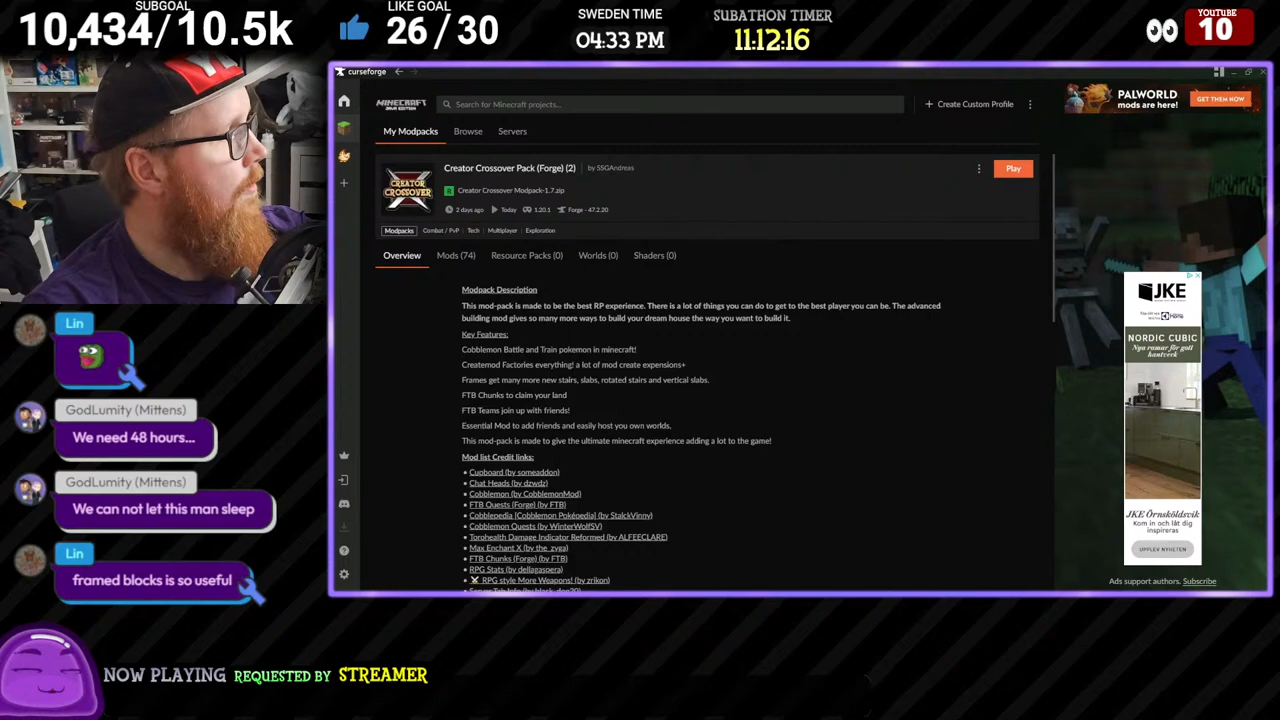 SUBGOAL
10,434/10.5k
LIKE GOAL
26 / 30
SWEDEN TIME
04:33 PM
SUBATHON TIMER
11:12:16
YOUTUBE
10
curseforge
MINECRAFT
JAVA EDITION
Search for Minecraft projects...
Create Custom Profile
PALWORLD
mods are here!
GET THEM NOW
My Modpacks
Browse
Servers
Creator Crossover Pack (Forge) (2)
by SSGAndreas
Play
CREATOR
CROSSOVER
R
Creator Crossover Modpack-1.7.zip
2 days ago
Today
1.20.1
Forge - 47.2.20
Modpacks
Combat / PvP
Tech
Multiplayer
Exploration
Overview
Mods (74)
Resource Packs (0)
Worlds (0)
Shaders (0)
Modpack Description
This mod-pack is made to be the best RP experience. There is a lot of things you can do to get to the best player you can be. The advanced
building mod gives so many more ways to build your dream house the way you want to build it.
Key Features:
Cobblemon Battle and Train pokemon in minecraft!
Createmod Factories everything! a lot of mod create expensions+
Frames get many more new stairs, slabs, rotated stairs and vertical slabs.
FTB Chunks to claim your land
FTB Teams join up with friends!
Essential Mod to add friends and easily host you own worlds,
This mod-pack is made to give the ultimate minecraft experience adding a lot to the game!
Mod list Credit links:
• Cupboard (by someaddon)
• Chat Heads (by dzwdz)
• Cobblemon (by CobblemonMod)
• FTB Quests (Forge) (by FTB)
• Cobblepedia [Cobblemon Poképedia] (by StalckVinny)
• Cobblemon Quests (by WinterWolfSV)
• Torohealth Damage Indicator Reformed (by ALFEECLARE)
• Max Enchant X (by the_zyga)
• FTB Chunks (Forge) (by FTB)
• RPG Stats (by dellagaspera)
• RPG style More Weapons! (by zrikon)
JKE
NORDIC CUBIC
Nya ramar för gott
hantverk
JKE Örnsköldsvik
Kom in och låt dig
inspireras
UPPLEV NYHETEN
Ads support authors. Subscribe
Lin
GodLumity (Mittens)
We need 48 hours...
GodLumity (Mittens)
We can not let this man sleep
Lin
framed blocks is so useful
NOW PLAYING REQUESTED BY STREAMER